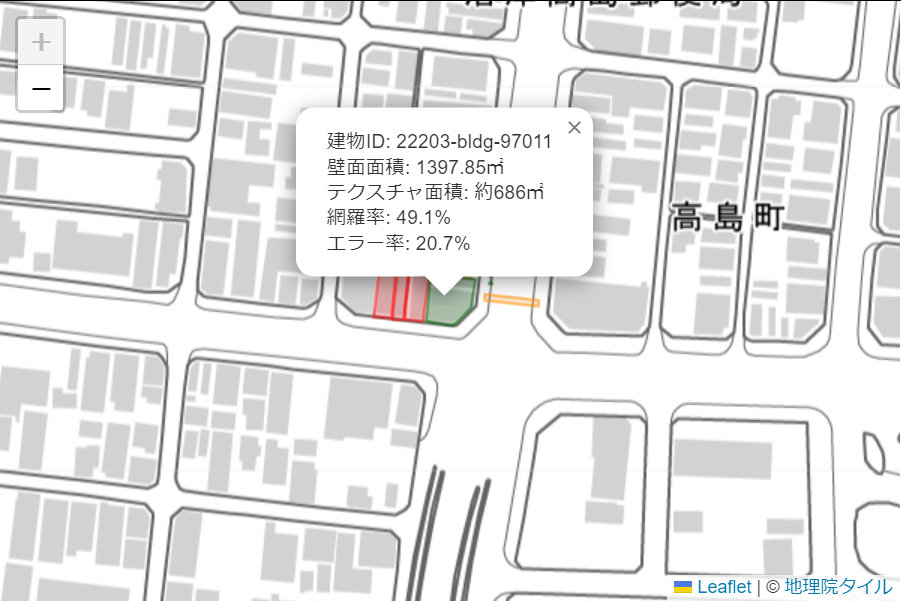 +
−
建物ID: 22203-bldg-97011
壁面面積: 1397.85㎡
テクスチャ面積: 約686㎡
網羅率: 49.1%
エラー率: 20.7%
×
高島町
Leaflet | © 地理院タイル